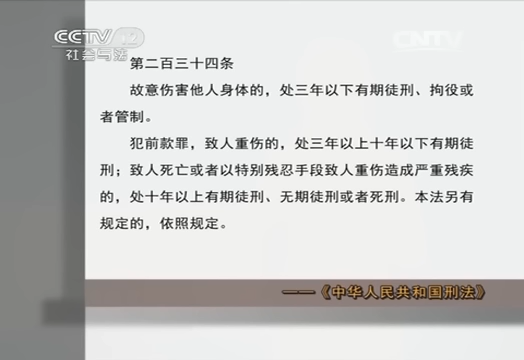 CCTV 12
社会与法
CNTV
第二百三十四条
故意伤害他人身体的，处三年以下有期徒刑、拘役或
者管制。
犯前款罪，致人重伤的，处三年以上十年以下有期徒
刑；致人死亡或者以特别残忍手段致人重伤造成严重残疾
的，处十年以上有期徒刑、无期徒刑或者死刑。本法另有
规定的，依照规定。
——《中华人民共和国刑法》